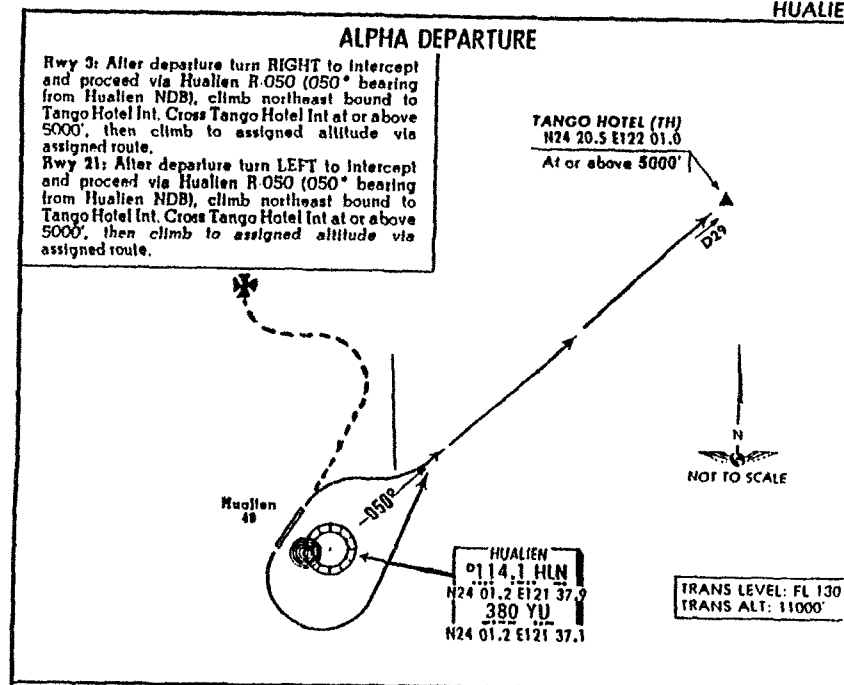 HUALIE
ALPHA DEPARTURE
Rwy 3: After departure turn RIGHT to intercept
and proceed via Hualien R-050 (050° bearing
from Hualien NDB), climb northeast bound to
Tango Hotel Int. Cross Tango Hotel Int at or above
5000', then climb to assigned altitude via
assigned route.
Rwy 21: After departure turn LEFT to intercept
and proceed via Hualien R-050 (050° bearing
from Hualien NDB), climb northeast bound to
Tango Hotel Int. Cross Tango Hotel Int at or above
5000', then climb to assigned altitude via
assigned route.
TANGO HOTEL (TH)
N24 20.5 E122 01.0
At or above 5000'
D29
N
NOT TO SCALE
050°
Hualien
49
HUALIEN
D114.1 HLN
N24 01.2 E121 37.9
380 YU
N24 01.2 E121 37.1
TRANS LEVEL: FL 130
TRANS ALT: 11000'